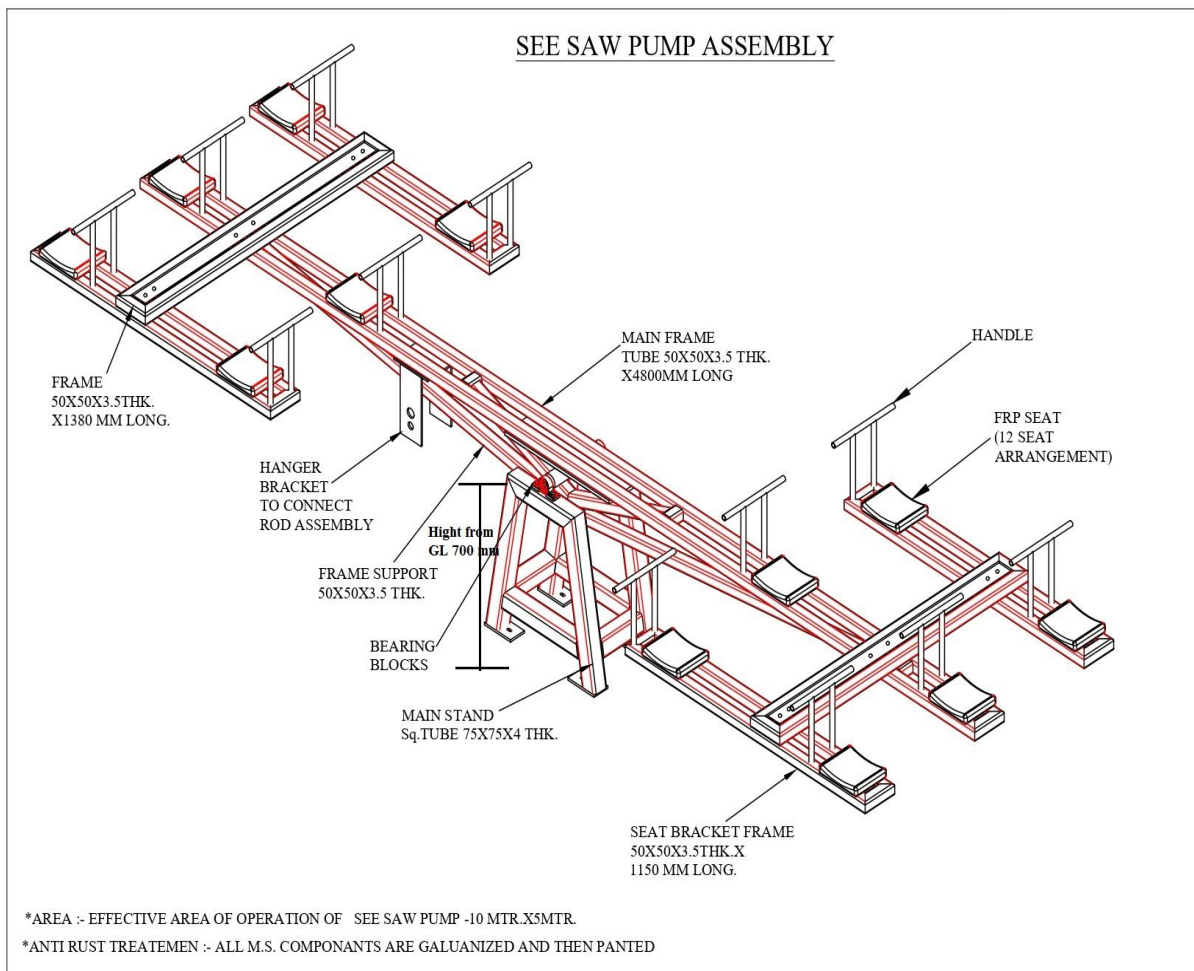 SEE SAW PUMP ASSEMBLY
MAIN FRAME
TUBE 50X50X3.5 THK.
X4800MM LONG
HANDLE
FRP SEAT
(12 SEAT
ARRANGEMENT)
FRAME
50X50X3.5THK.
X1380 MM LONG.
HANGER
BRACKET
TO CONNECT
ROD ASSEMBLY
Hight from
GL 700 mm
FRAME SUPPORT
50X50X3.5 THK.
BEARING
BLOCKS
MAIN STAND
Sq.TUBE 75X75X4 THK.
SEAT BRACKET FRAME
50X50X3.5THK.X
1150 MM LONG.
*AREA :- EFFECTIVE AREA OF OPERATION OF SEE SAW PUMP -10 MTR.X5MTR.
*ANTI RUST TREATEMEN :- ALL M.S. COMPONANTS ARE GALUANIZED AND THEN PANTED